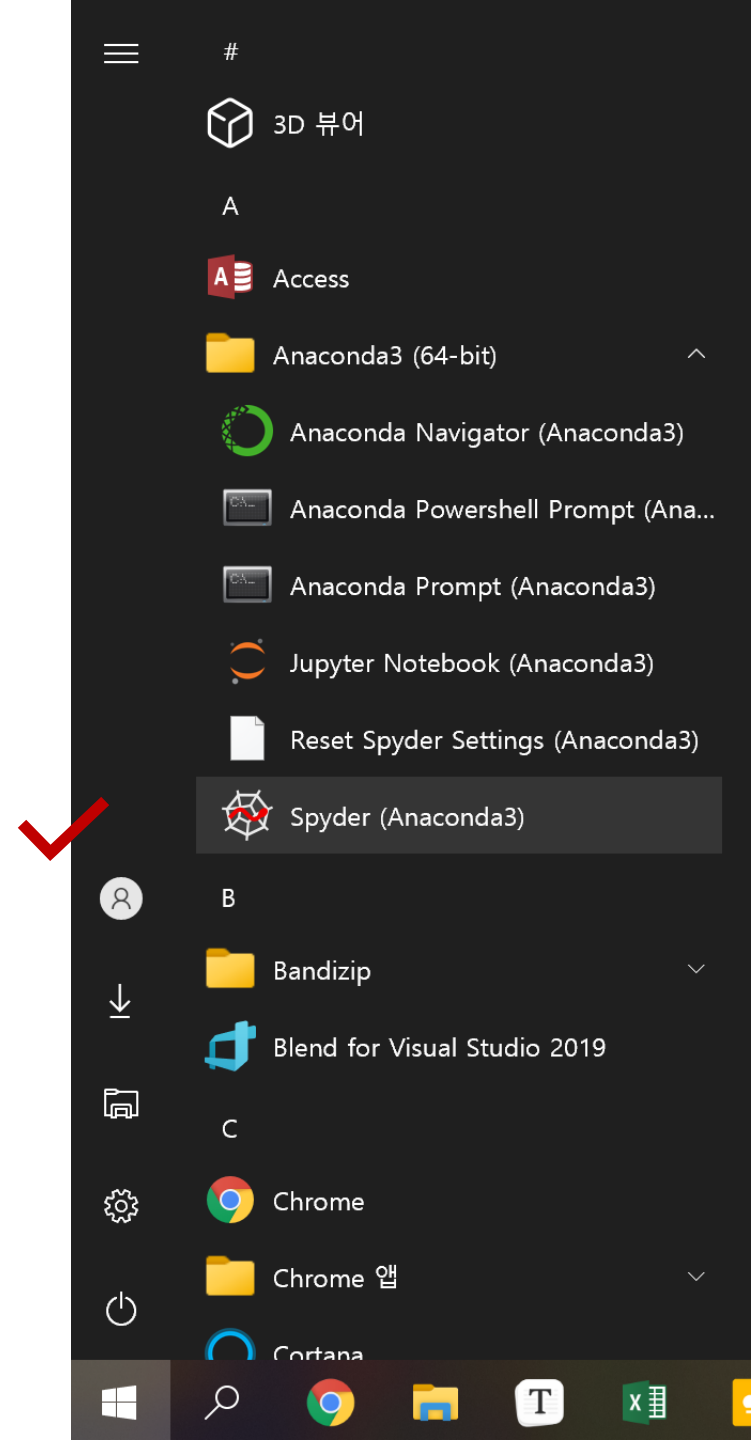 #
3D 뷰어
A
Access
Anaconda3 (64-bit)
Anaconda Navigator (Anaconda3)
Anaconda Powershell Prompt (Ana...
Anaconda Prompt (Anaconda3)
Jupyter Notebook (Anaconda3)
Reset Spyder Settings (Anaconda3)
Spyder (Anaconda3)
B
Bandizip
Blend for Visual Studio 2019
C
Chrome
Chrome 앱
Cortana